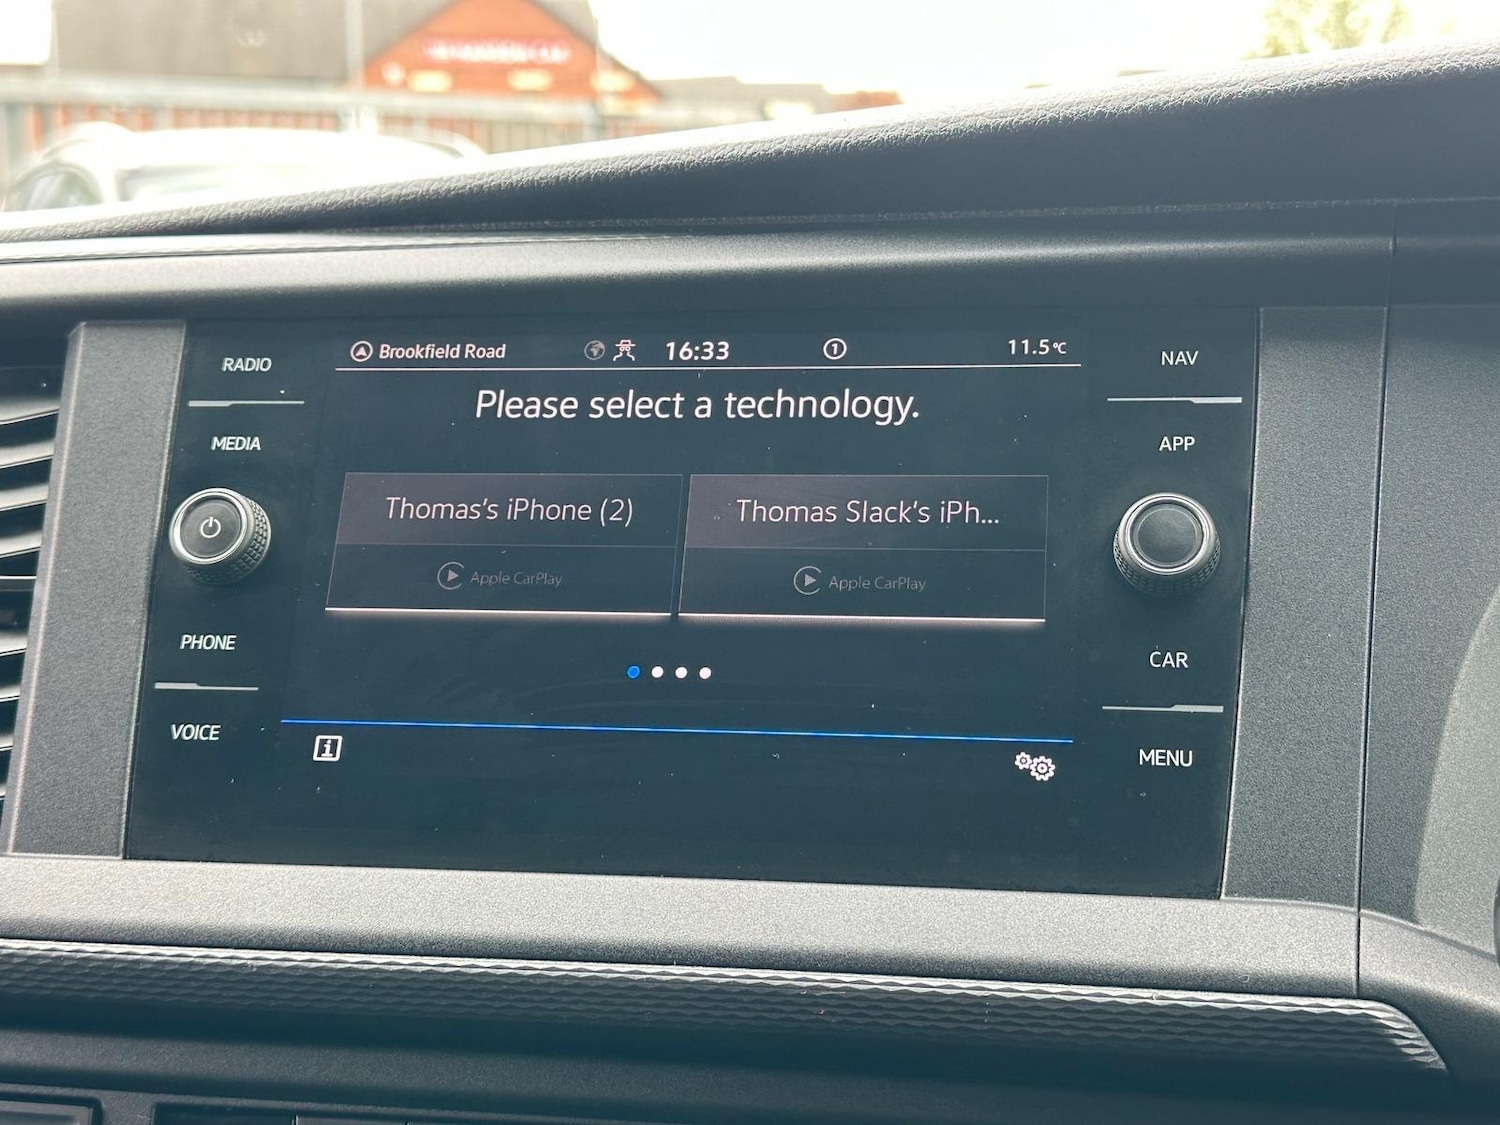 RADIO
MEDIA
PHONE
VOICE
Brookfield Road
16:33
1
11.5°C
Please select a technology.
Thomas's iPhone (2)
Apple CarPlay
Thomas Slack's iPh...
Apple CarPlay
i
NAV
APP
CAR
MENU